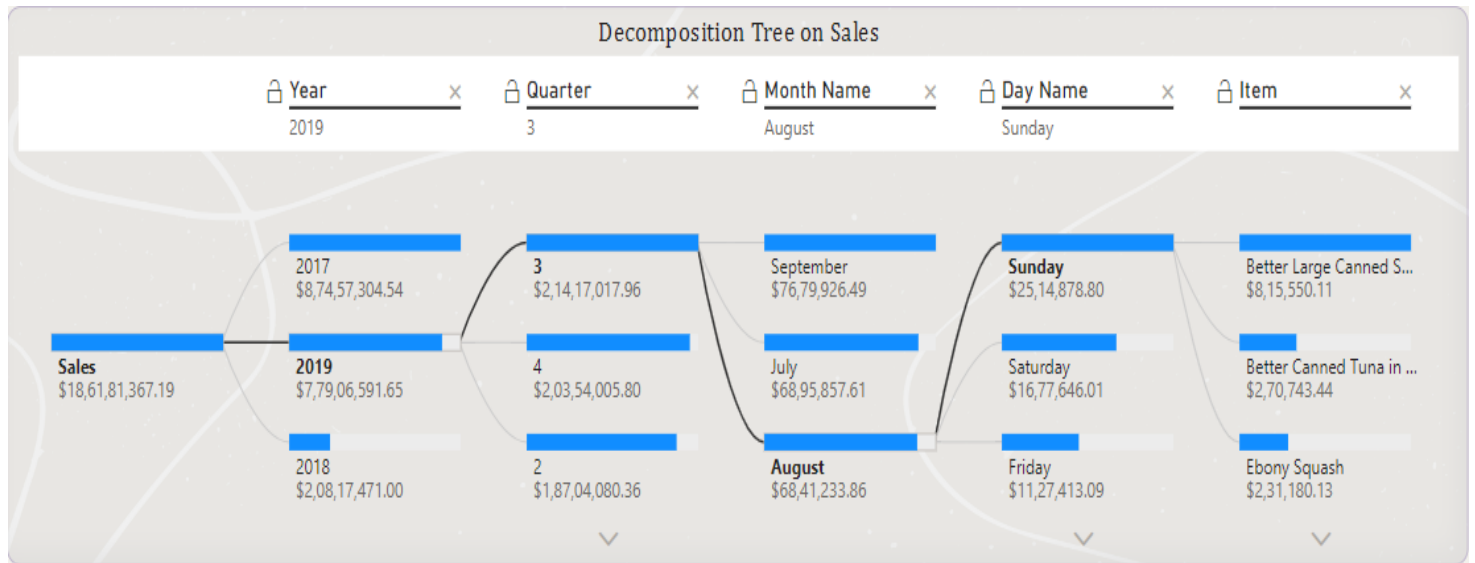 Decomposition Tree on Sales
Year
2019
Quarter
3
Month Name
August
Day Name
Sunday
Item
Sales
$18,61,81,367.19
2017
$8,74,57,304.54
2019
$7,79,06,591.65
2018
$2,08,17,471.00
3
$2,14,17,017.96
4
$2,03,54,005.80
2
$1,87,04,080.36
September
$76,79,926.49
July
$68,95,857.61
August
$68,41,233.86
Sunday
$25,14,878.80
Saturday
$16,77,646.01
Friday
$11,27,413.09
Better Large Canned S...
$8,15,550.11
Better Canned Tuna in ...
$2,70,743.44
Ebony Squash
$2,31,180.13